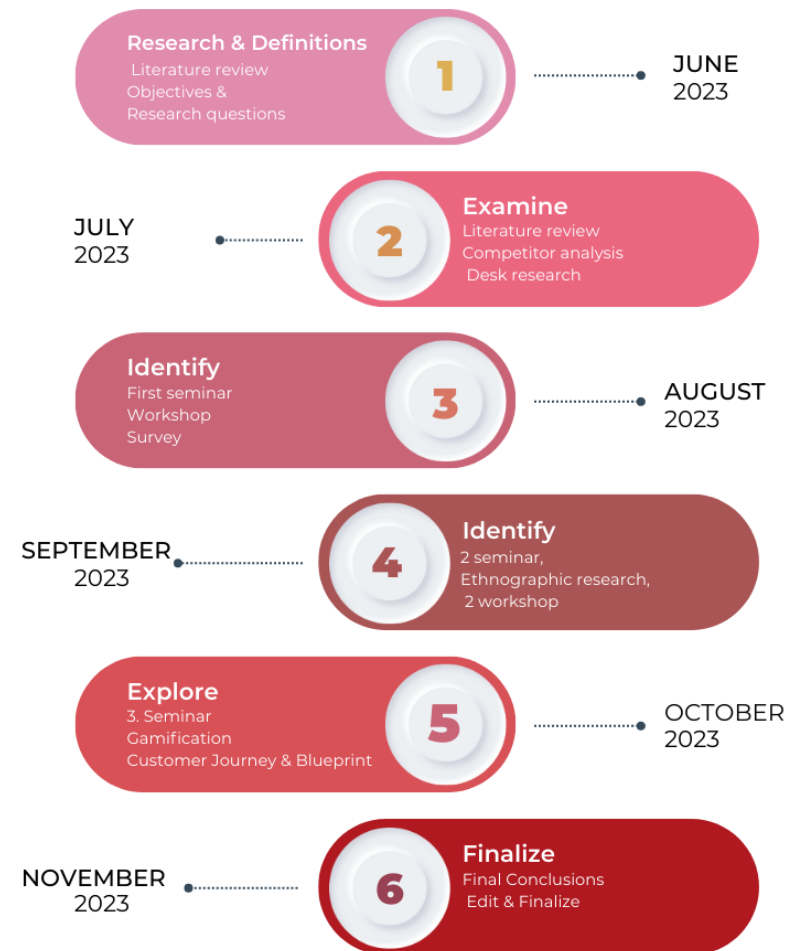 Research & Definitions
Literature review
Objectives &
Research questions
1
JUNE
2023
JULY
2023
2
Examine
Literature review
Competitor analysis
Desk research
Identify
First seminar
Workshop
Survey
3
AUGUST
2023
SEPTEMBER
2023
4
Identify
2 seminar,
Ethnographic research,
2 workshop
Explore
3. Seminar
Gamification
Customer Journey & Blueprint
5
OCTOBER
2023
NOVEMBER
2023
6
Finalize
Final Conclusions
Edit & Finalize